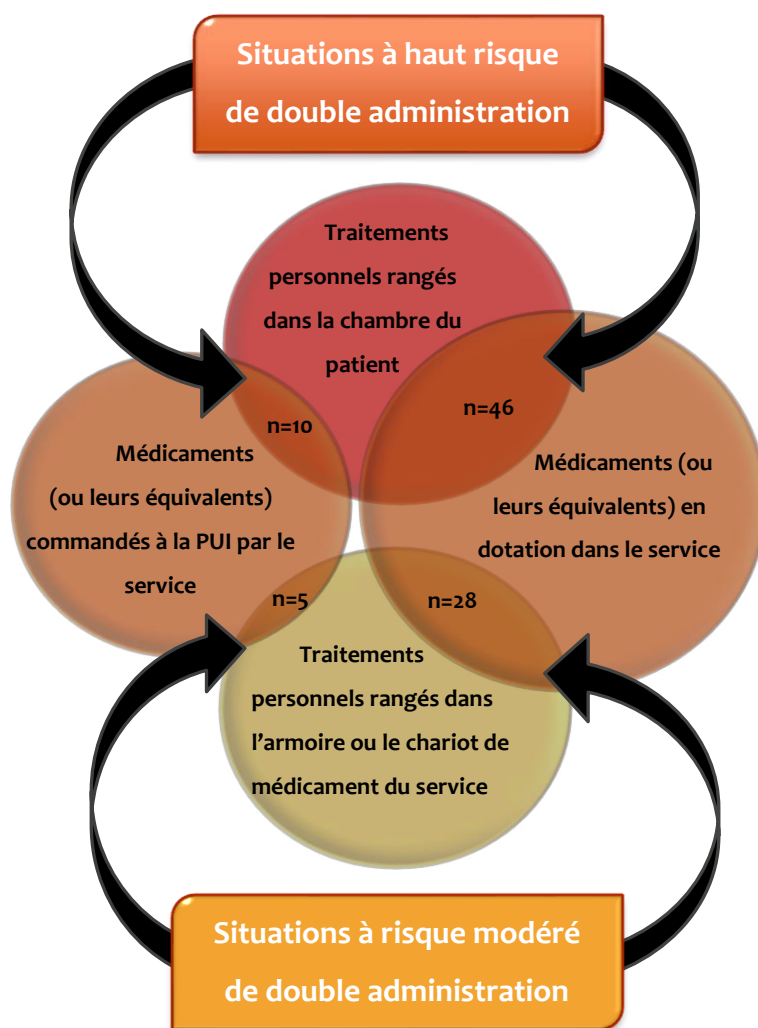 Situations à haut risque
de double administration
Traitements
personnels rangés
dans la chambre du
patient
n=10
n=46
Médicaments
(ou leurs équivalents)
commandés à la PUI par le
service
Médicaments (ou
leurs équivalents) en
dotation dans le service
n=5
n=28
Traitements
personnels rangés dans
l’armoire ou le chariot de
médicament du service
Situations à risque modéré
de double administration